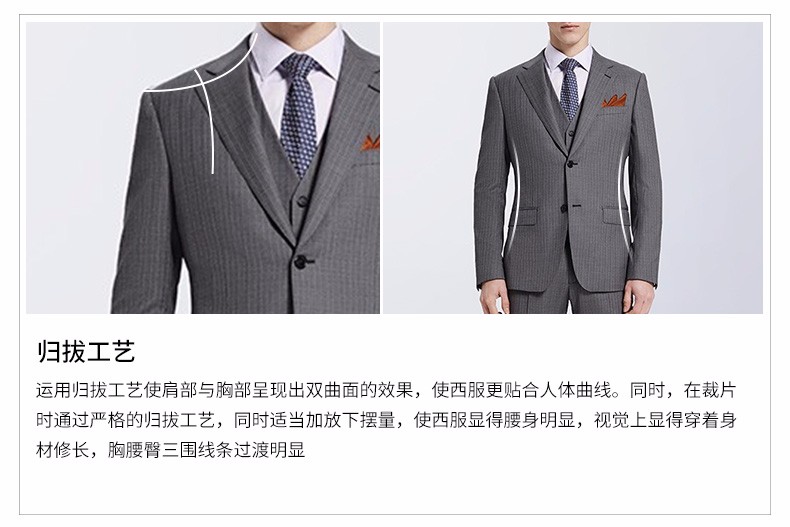 归拔工艺
运用归拔工艺使肩部与胸部呈现出双曲面的效果，使西服更贴合人体曲线。同时，在裁片
时通过严格的归拔工艺，同时适当加放下摆量，使西服显得腰身明显，视觉上显得穿着身
材修长，胸腰臀三围线条过渡明显